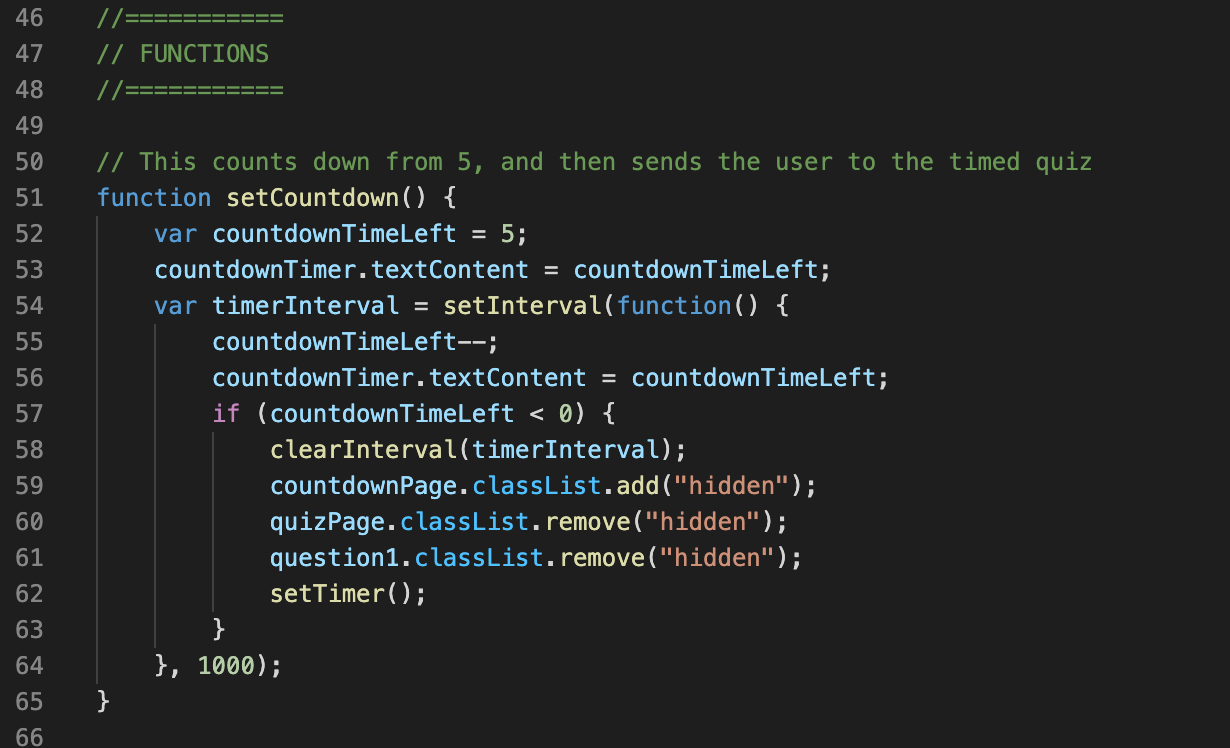 46 //===========
47 // FUNCTIONS
48 //===========
49
50 // This counts down from 5, and then sends the user to the timed quiz
51 function setCountdown() {
52     var countdownTimeLeft = 5;
53     countdownTimer.textContent = countdownTimeLeft;
54     var timerInterval = setInterval(function() {
55         countdownTimeLeft--;
56         countdownTimer.textContent = countdownTimeLeft;
57         if (countdownTimeLeft < 0) {
58             clearInterval(timerInterval);
59             countdownPage.classList.add("hidden");
60             quizPage.classList.remove("hidden");
61             question1.classList.remove("hidden");
62             setTimer();
63         }
64     }, 1000);
65 }
66